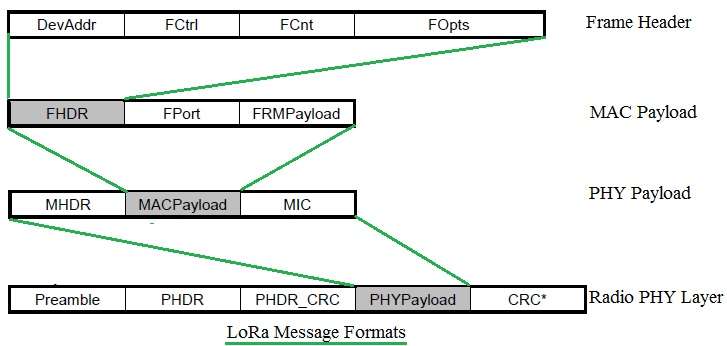 DevAddr FCtrl FCnt FOpts Frame Header
FHDR FPort FRMPayload MAC Payload
MHDR MACPayload MIC PHY Payload
Preamble PHDR PHDR_CRC PHYPayload CRC* Radio PHY Layer
LoRa Message Formats